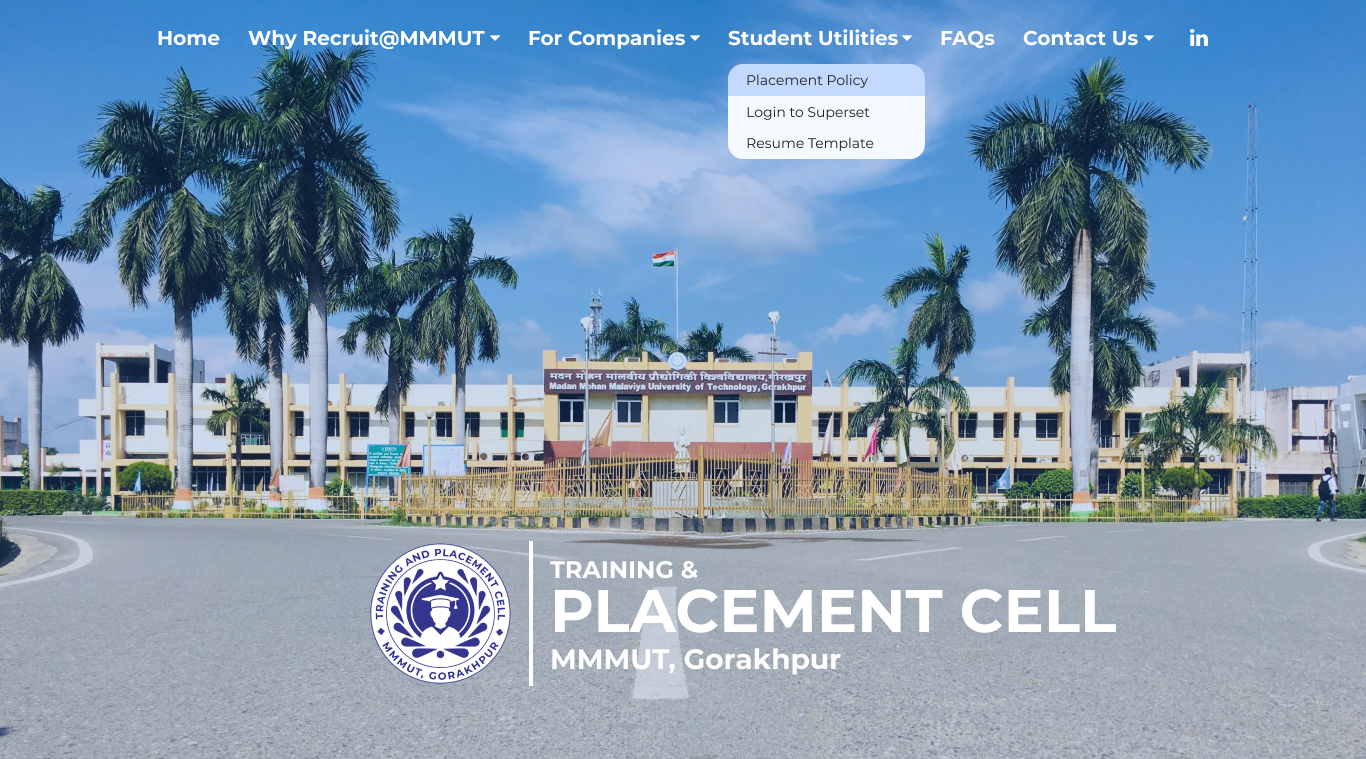 Home Why Recruit@MMMUT For Companies Student Utilities FAQs Contact Us in
Placement Policy
Login to Superset
Resume Template
मदन मोहन मालवीय प्रौद्योगिकी विश्वविद्यालय, गोरखपुर
Madan Mohan Malaviya University of Technology, Gorakhpur
TRAINING AND PLACEMENT CELL
MMMUT, GORAKHPUR
TRAINING &
PLACEMENT CELL
MMMUT, Gorakhpur